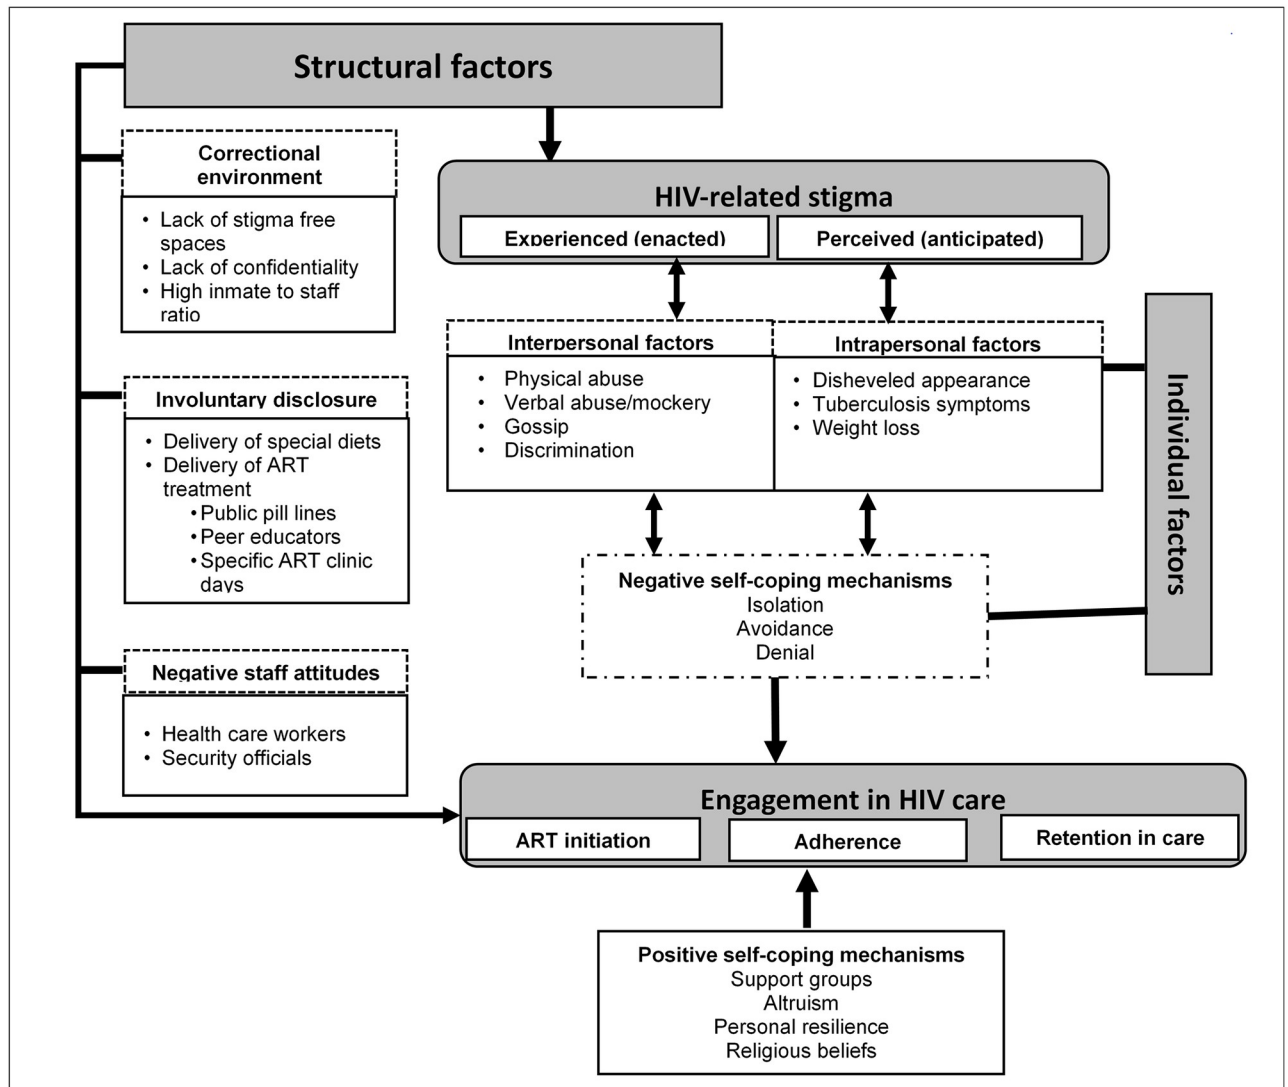 Structural factors
Correctional
environment
• Lack of stigma free
spaces
• Lack of confidentiality
• High inmate to staff
ratio
Involuntary disclosure
• Delivery of special diets
• Delivery of ART
treatment
• Public pill lines
• Peer educators
• Specific ART clinic
days
Negative staff attitudes
• Health care workers
• Security officials
HIV-related stigma
Experienced (enacted)
Perceived (anticipated)
Interpersonal factors
• Physical abuse
• Verbal abuse/mockery
• Gossip
• Discrimination
Intrapersonal factors
• Disheveled appearance
• Tuberculosis symptoms
• Weight loss
Individual factors
Negative self-coping mechanisms
Isolation
Avoidance
Denial
Engagement in HIV care
ART initiation
Adherence
Retention in care
Positive self-coping mechanisms
Support groups
Altruism
Personal resilience
Religious beliefs